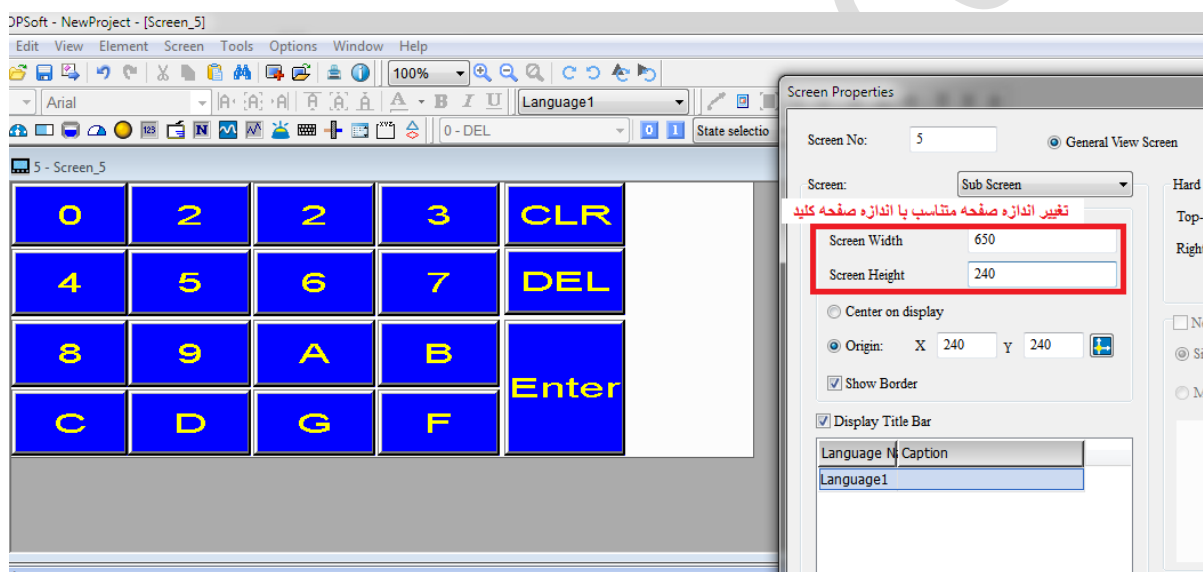 DPSoft - NewProject - [Screen_5]
Edit View Element Screen Tools Options Window Help
100%
Arial
A B I U
Language1
123 N
0 - DEL
0 1
State selectio
5 - Screen_5
0 2 2 3 CLR
4 5 6 7 DEL
8 9 A B
Enter
C D G F
Screen Properties
Screen No: 5
General View Screen
Screen: Sub Screen
Hard
تغییر اندازه صفحه متناسب با اندازه صفحه کلید
Top-
Screen Width 650
Right
Screen Height 240
Center on display
Origin: X 240 Y 240
Show Border
Display Title Bar
Language Caption
Language1